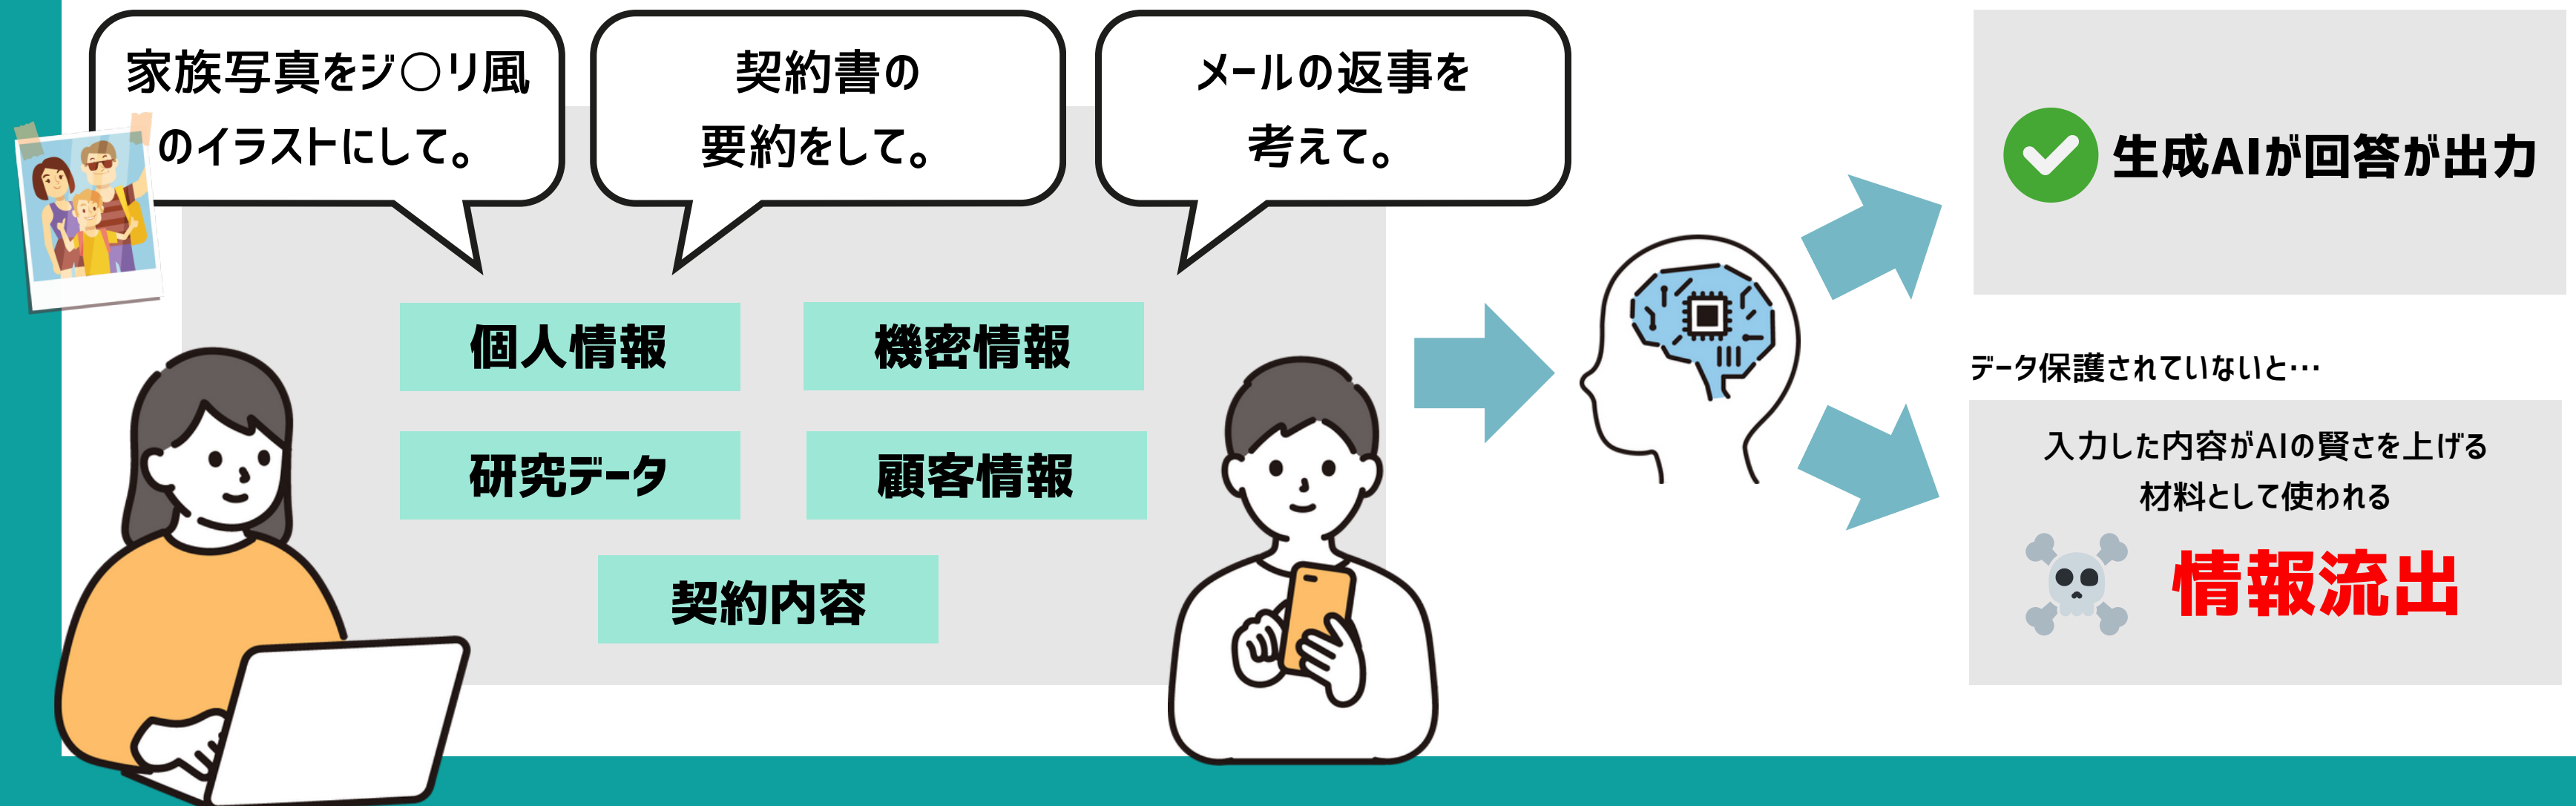 家族写真をジ○リ風
のイラストにして。
契約書の
要約をして。
メールの返事を
考えて。
個人情報
機密情報
研究データ
顧客情報
契約内容
生成AIが回答が出力
データ保護されていないと…
入力した内容がAIの賢さを上げる
材料として使われる
情報流出